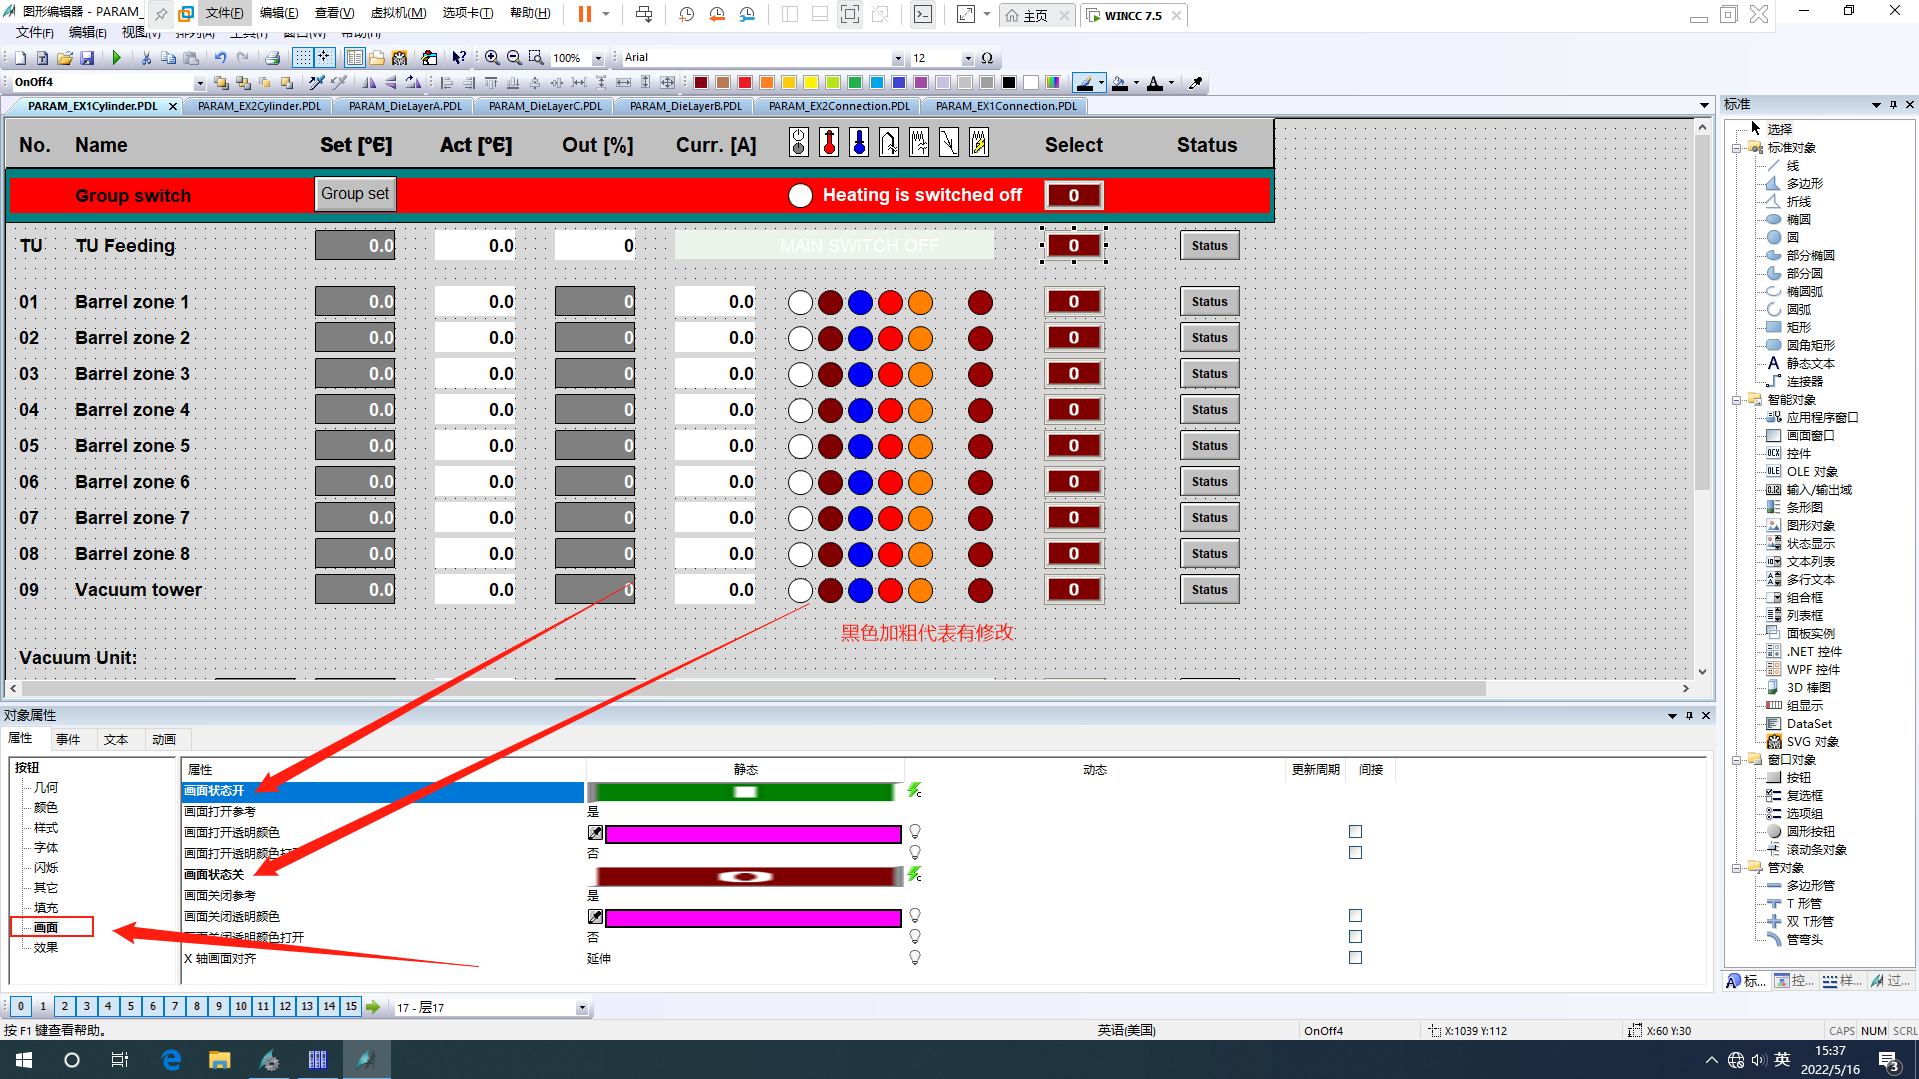 图形编辑器 - PARAM_
文件(F) 编辑(E) 查看(V) 虚拟机(M) 选项卡(T) 帮助(H)
主页
WINCC 7.5
文件(F) 编辑(E)
Arial
12
100%
OnOff4
PARAM_EX1Cylinder.PDL
PARAM_EX2Cylinder.PDL
PARAM_DieLayerA.PDL
PARAM_DieLayerC.PDL
PARAM_DieLayerB.PDL
PARAM_EX2Connection.PDL
PARAM_EX1Connection.PDL
No. Name Set [°C] Act [°C] Out [%] Curr. [A] Select Status
Group switch Group set Heating is switched off 0
TU TU Feeding 0.0 0.0 0 MAIN SWITCH OFF 0 Status
01 Barrel zone 1 0.0 0.0 0 0.0 0 Status
02 Barrel zone 2 0.0 0.0 0 0.0 0 Status
03 Barrel zone 3 0.0 0.0 0 0.0 0 Status
04 Barrel zone 4 0.0 0.0 0 0.0 0 Status
05 Barrel zone 5 0.0 0.0 0 0.0 0 Status
06 Barrel zone 6 0.0 0.0 0 0.0 0 Status
07 Barrel zone 7 0.0 0.0 0 0.0 0 Status
08 Barrel zone 8 0.0 0.0 0 0.0 0 Status
09 Vacuum tower 0.0 0.0 0 0.0 0 Status
黑色加粗代表有修改
Vacuum Unit:
对象属性
属性 事件 文本 动画
按钮
几何
颜色
样式
字体
闪烁
其它
填充
画面
效果
属性 静态 动态 更新周期 间接
画面状态开
画面打开参考 是
画面打开透明颜色
画面打开透明颜色打开 否
画面状态关
画面关闭参考 是
画面关闭透明颜色
画面关闭透明颜色打开 否
X 轴画面对齐 延伸
0 1 2 3 4 5 6 7 8 9 10 11 12 13 14 15
17 - 层17
按 F1 键查看帮助。
英语(美国)
OnOff4
X:1039 Y:112
X:60 Y:30
CAPS NUM SCRL
标准
选择
标准对象
线
多边形
折线
椭圆
圆
部分椭圆
部分圆
椭圆弧
圆弧
矩形
圆角矩形
静态文本
连接器
智能对象
应用程序窗口
画面窗口
控件
OLE 对象
输入/输出域
条形图
图形对象
状态显示
文本列表
多行文本
组合框
列表框
面板实例
.NET 控件
WPF 控件
3D 棒图
组显示
DataSet
SVG 对象
窗口对象
按钮
复选框
选项组
圆形按钮
滚动条对象
管对象
多边形管
T 形管
双 T形管
管弯头
标...
控...
样...
过...
英
15:37
2022/5/16
3